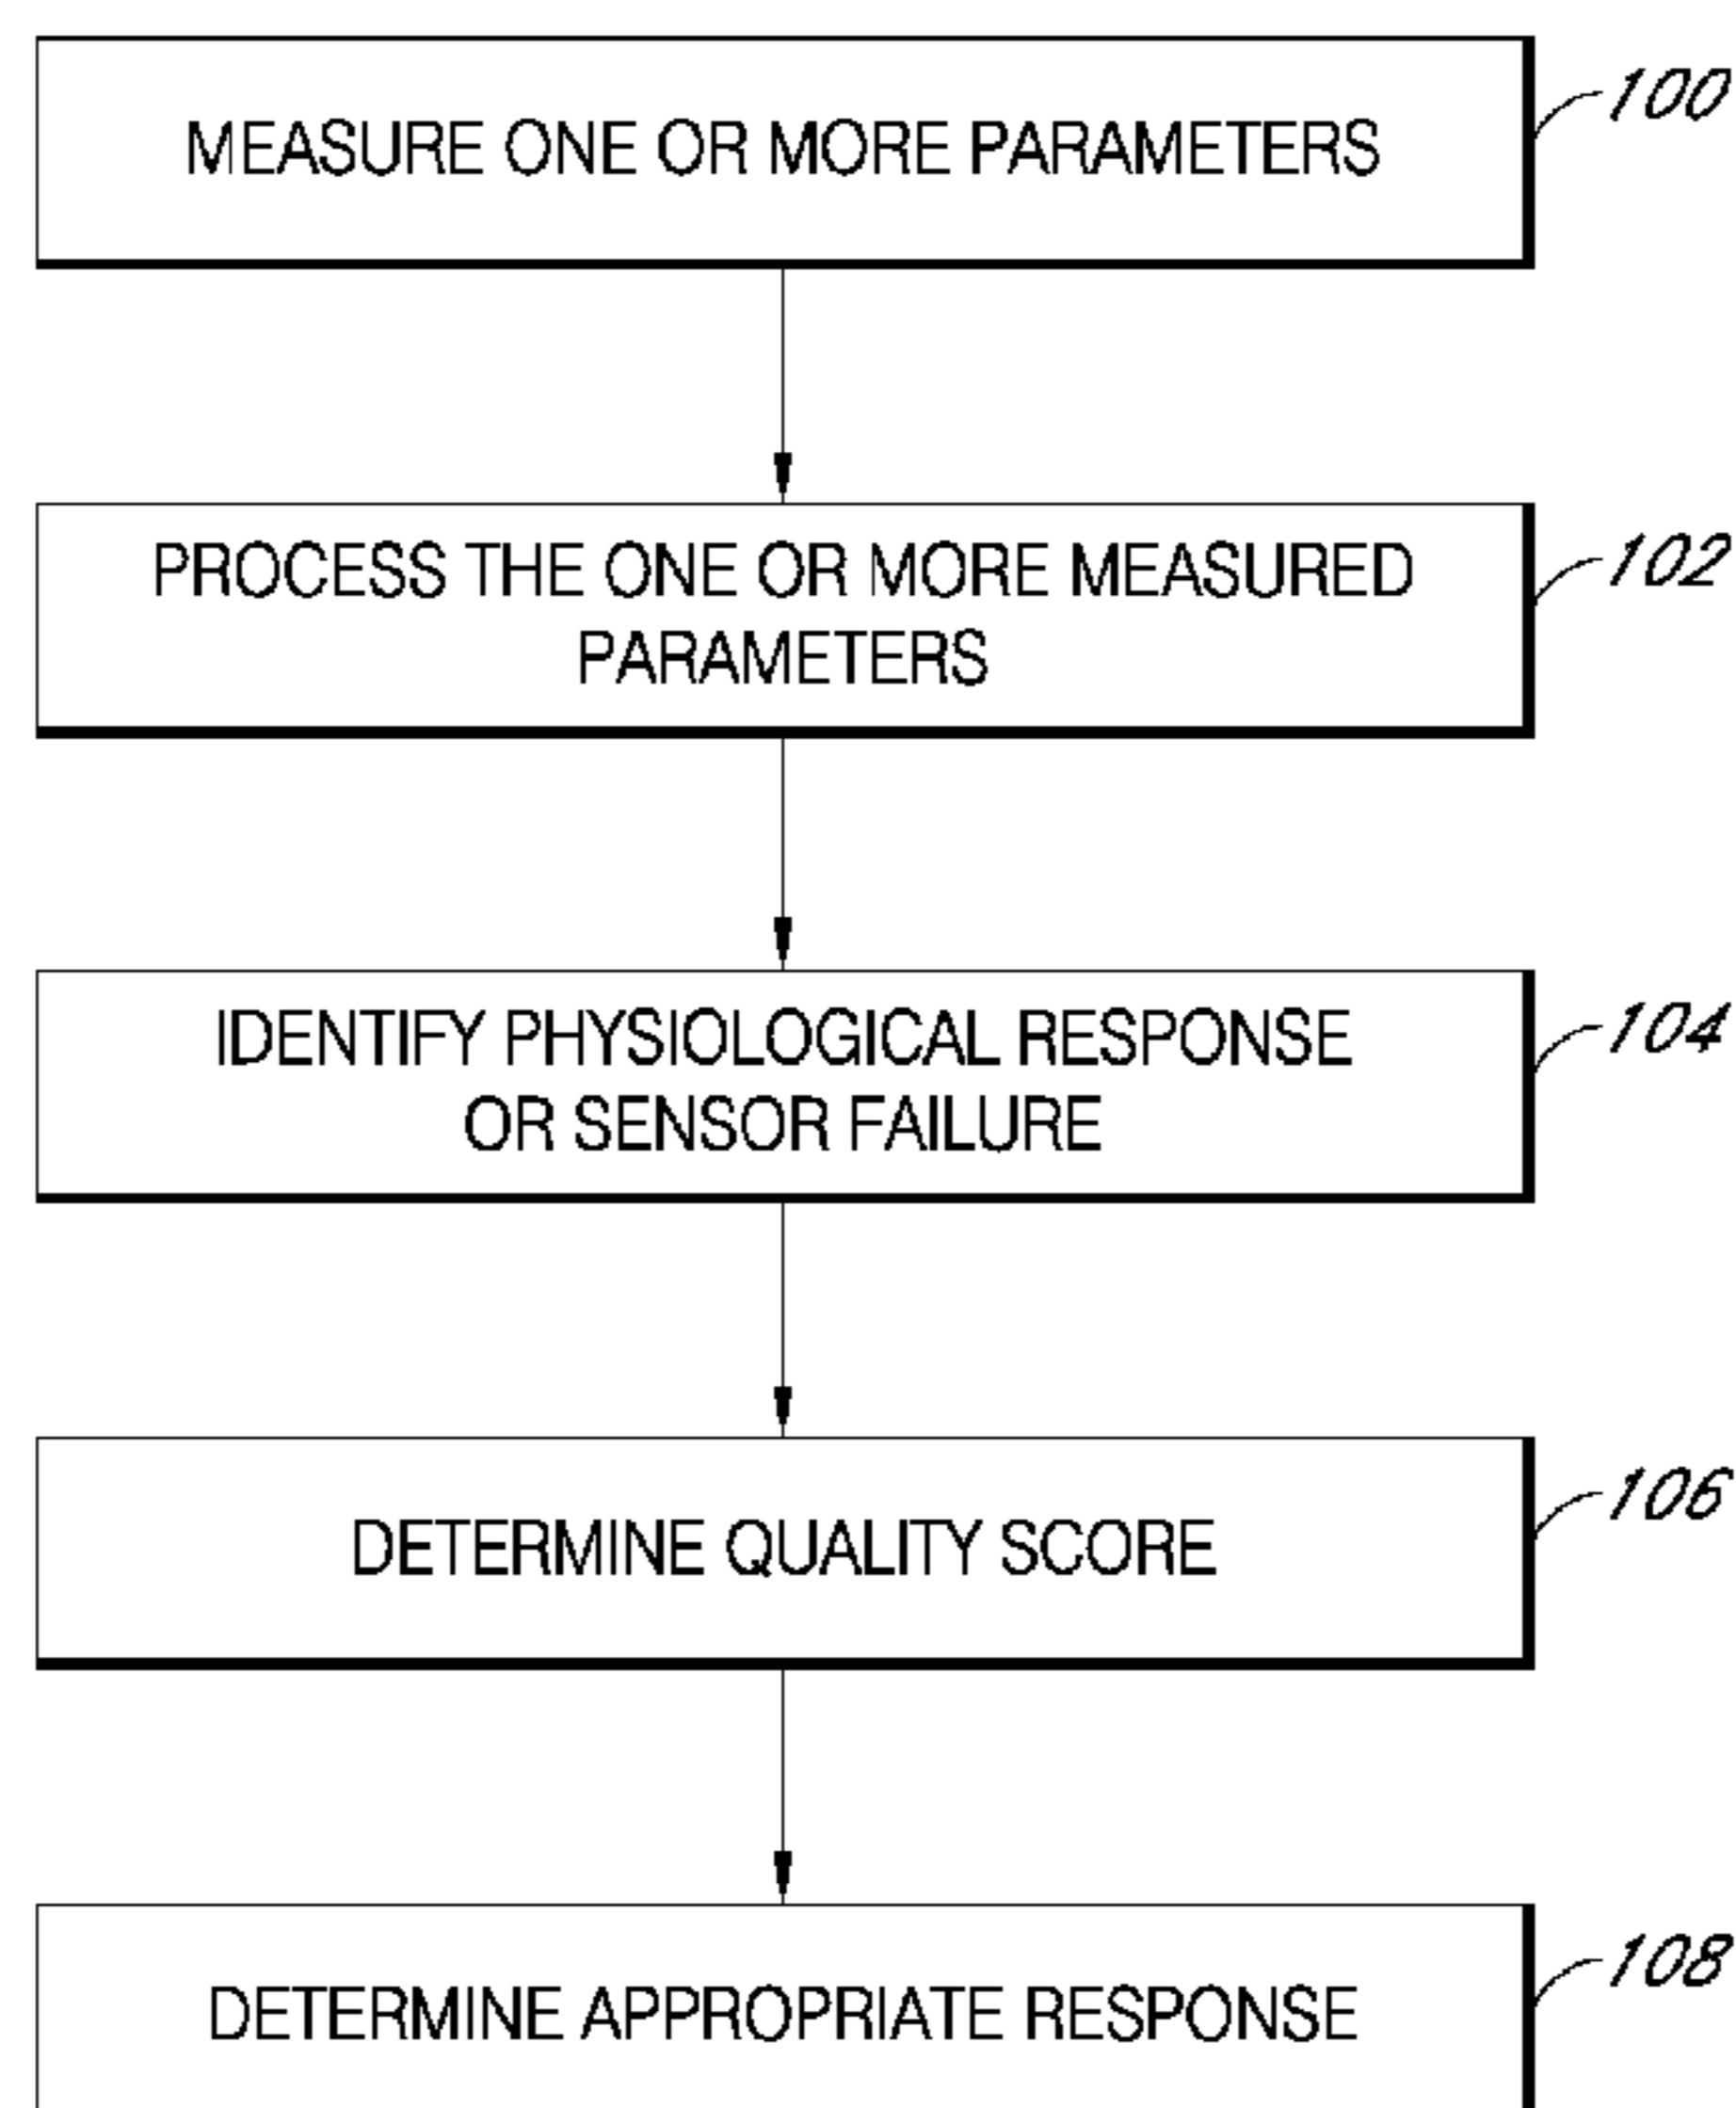 MEASURE ONE OR MORE PARAMETERS
100
PROCESS THE ONE OR MORE MEASURED
PARAMETERS
102
IDENTIFY PHYSIOLOGICAL RESPONSE
OR SENSOR FAILURE
104
DETERMINE QUALITY SCORE
106
DETERMINE APPROPRIATE RESPONSE
108